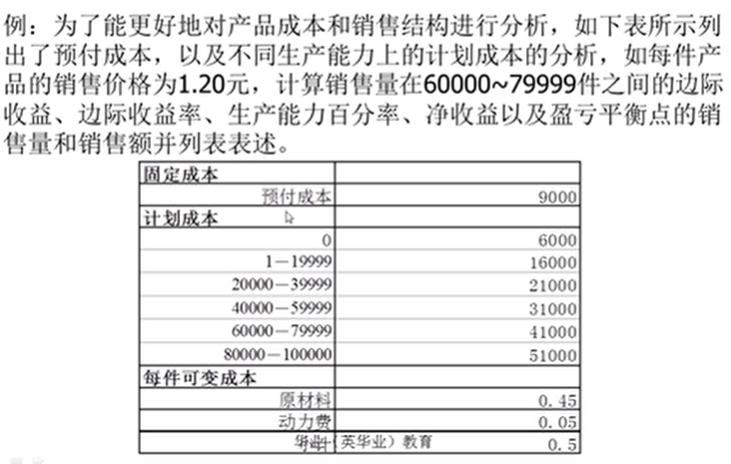 例：为了能更好地对产品成本和销售结构进行分析，如下表所示列
出了预付成本，以及不同生产能力上的计划成本的分析，如每件产
品的销售价格为1.20元，计算销售量在60000~79999件之间的边际
收益、边际收益率、生产能力百分率、净收益以及盈亏平衡点的销
售量和销售额并列表表述。
固定成本
预付成本 9000
计划成本
0 6000
1－19999 16000
20000－39999 21000
40000－59999 31000
60000－79999 41000
80000－100000 51000
每件可变成本
原材料 0.45
动力费 0.05
华业（英华业）教育 0.5